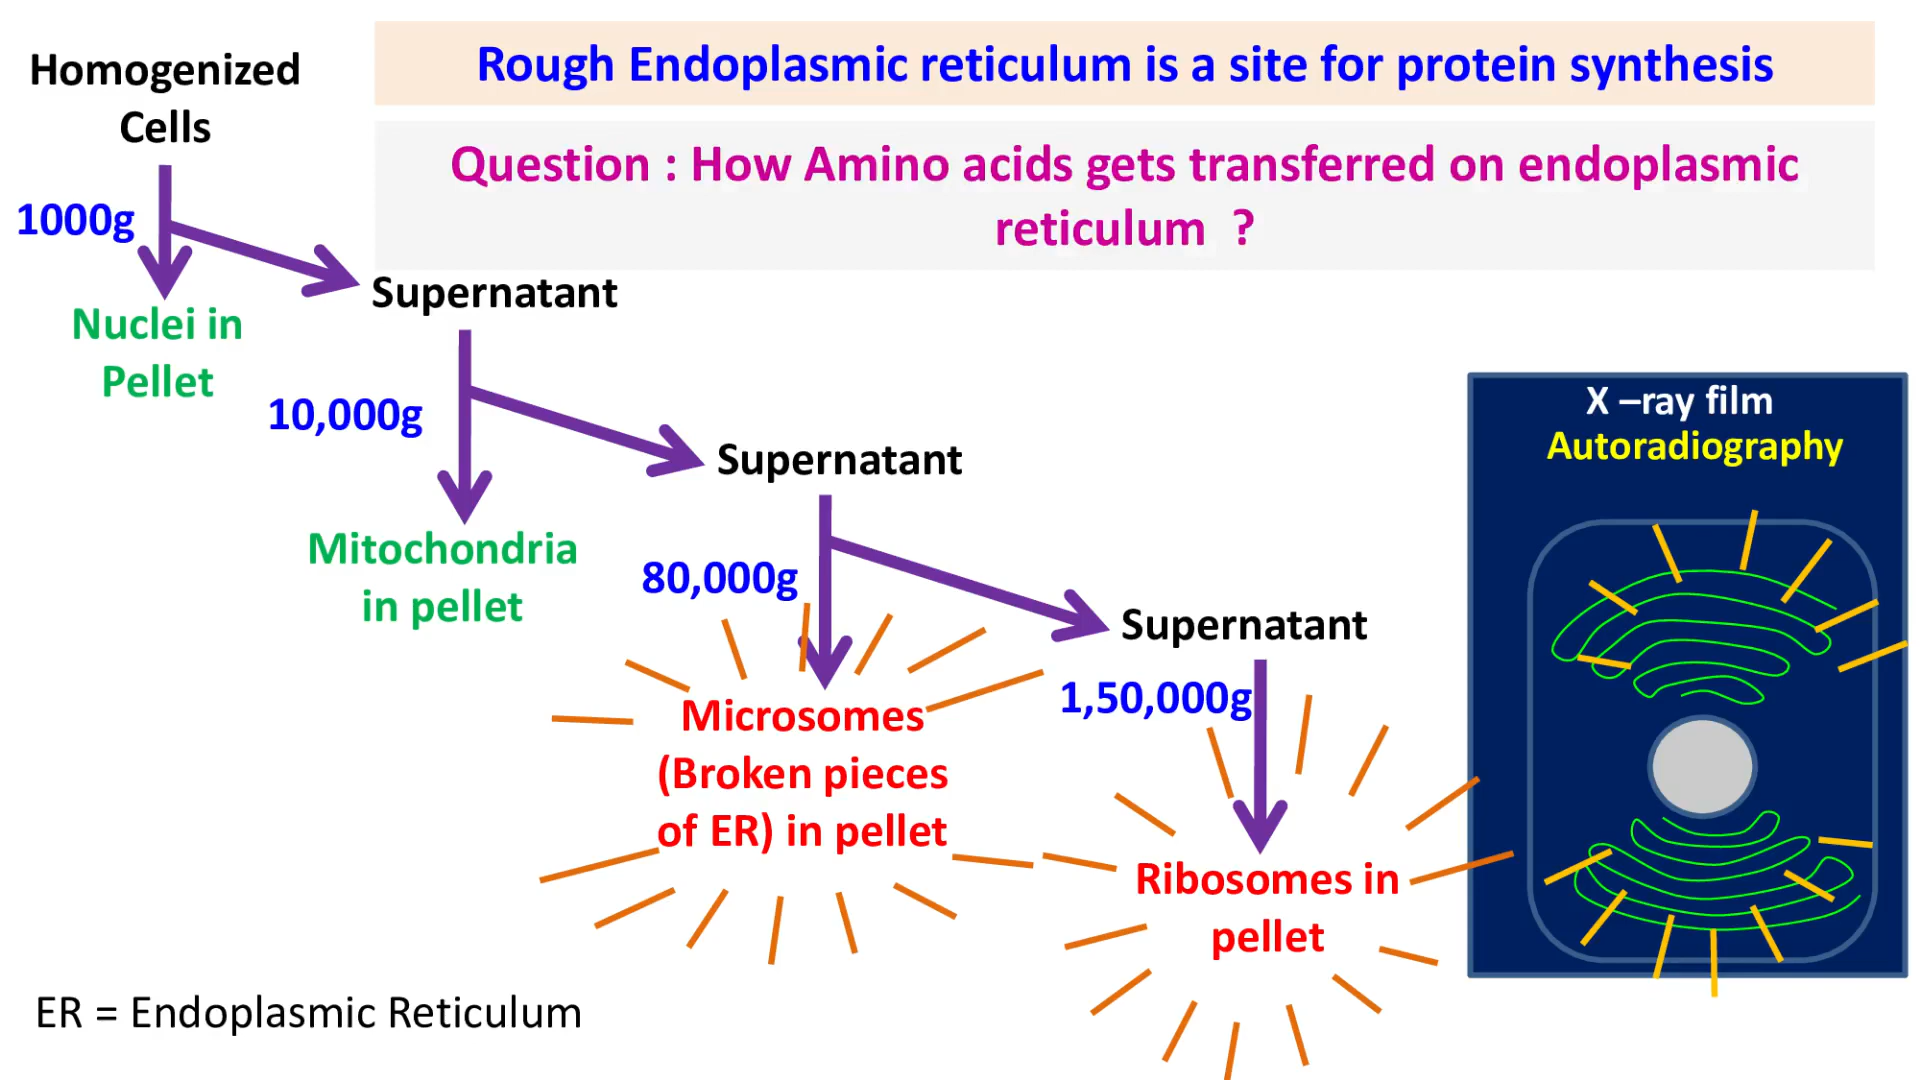 Homogenized
Cells
Rough Endoplasmic reticulum is a site for protein synthesis
Question : How Amino acids gets transferred on endoplasmic
reticulum ?
1000g
Supernatant
Nuclei in
Pellet
10,000g
X –ray film
Autoradiography
Supernatant
Mitochondria
in pellet
80,000g
Supernatant
1,50,000g
Microsomes
(Broken pieces
of ER) in pellet
Ribosomes in
pellet
ER = Endoplasmic Reticulum